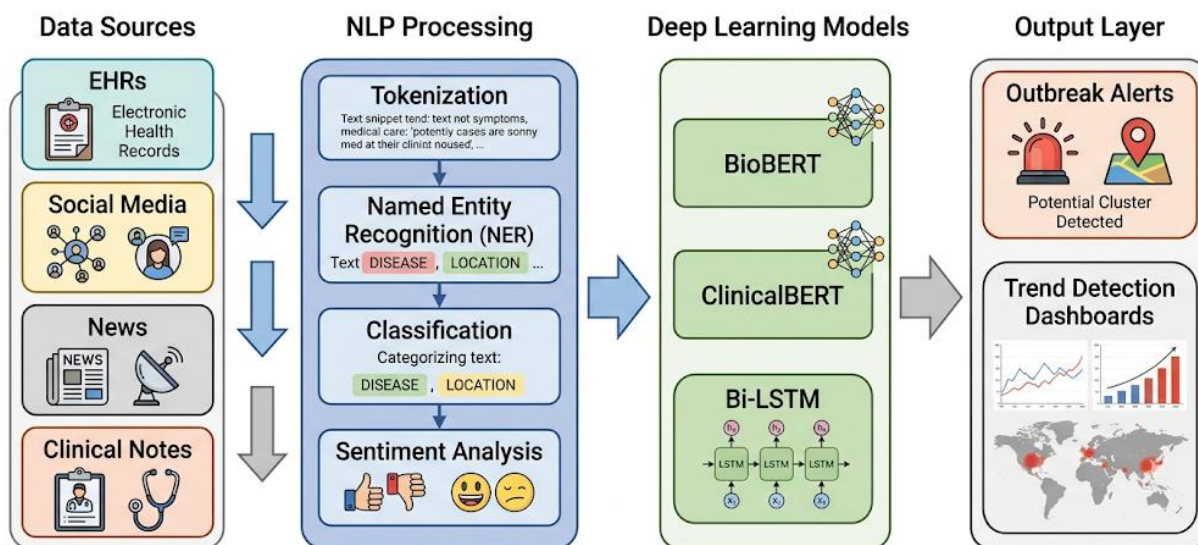 Data Sources
EHRs
Electronic
Health
Records
Social Media
News
NEWS
Clinical Notes
NLP Processing
Tokenization
Text snippet tend: text not symptoms,
medical care: 'potently cases are sonny
med at their clinint noused', ...
Named Entity
Recognition (NER)
Text DISEASE, LOCATION ...
Classification
Categorizing text:
DISEASE, LOCATION
Sentiment Analysis
Deep Learning Models
BioBERT
ClinicalBERT
Bi-LSTM
LSTM LSTM LSTM
Output Layer
Outbreak Alerts
Potential Cluster
Detected
Trend Detection
Dashboards